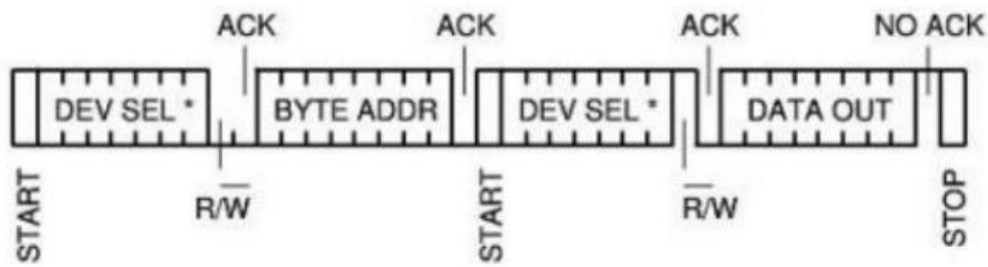 ACK ACK ACK NO ACK
DEV SEL * BYTE ADDR DEV SEL * DATA OUT
START R/W̅ START R̅/W STOP